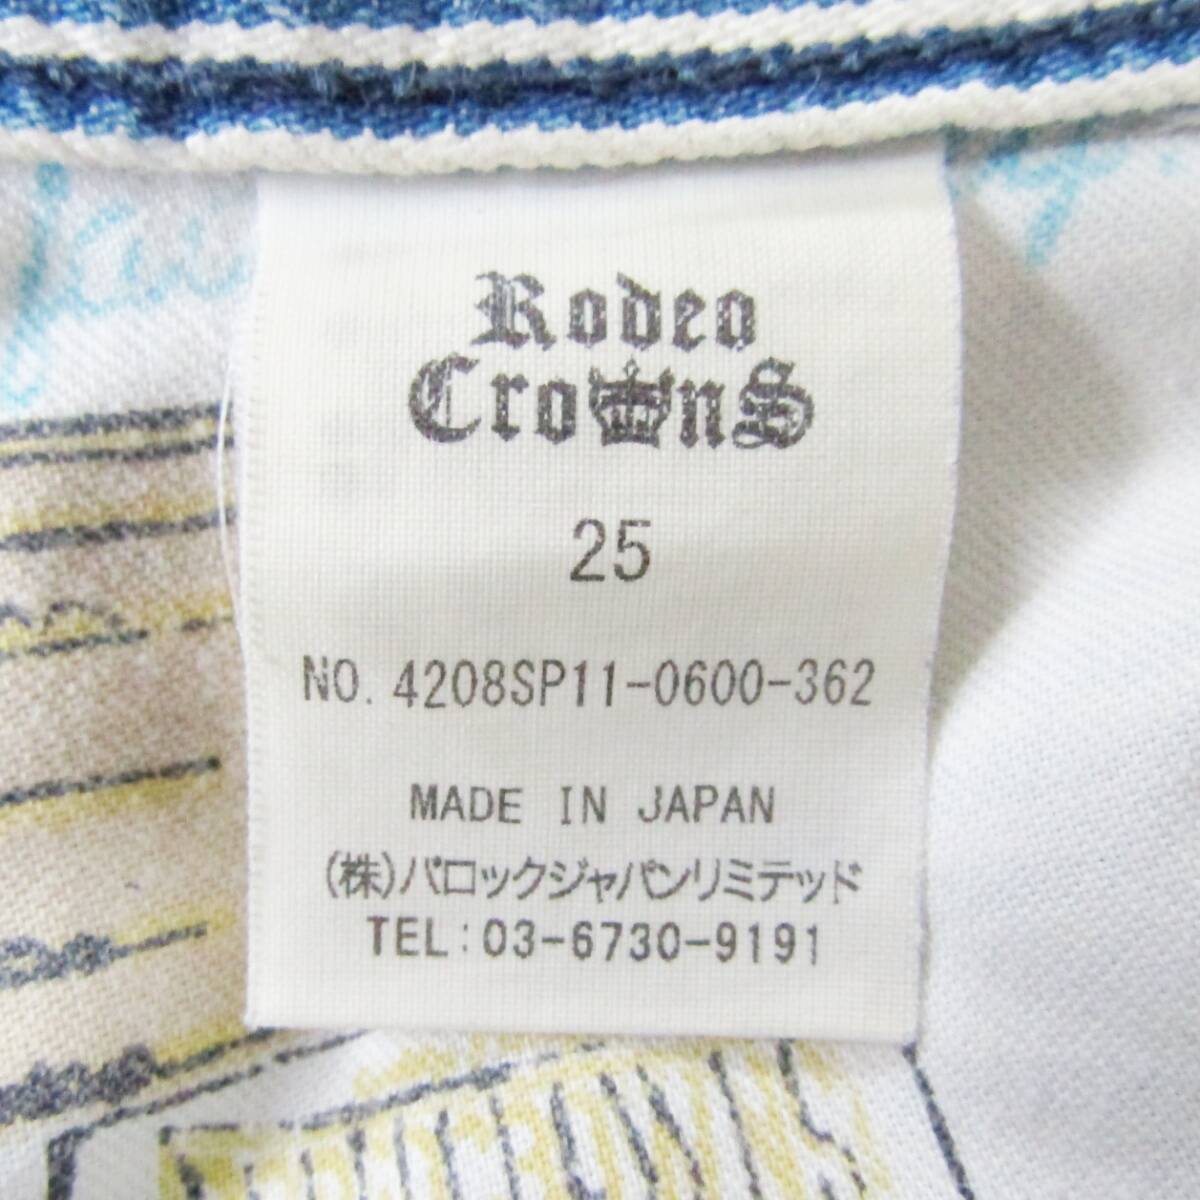 Rodeo
Crowns
25
NO. 4208SP11-0600-362
MADE IN JAPAN
(株)バロックジャパンリミテッド
TEL:03-6730-9191